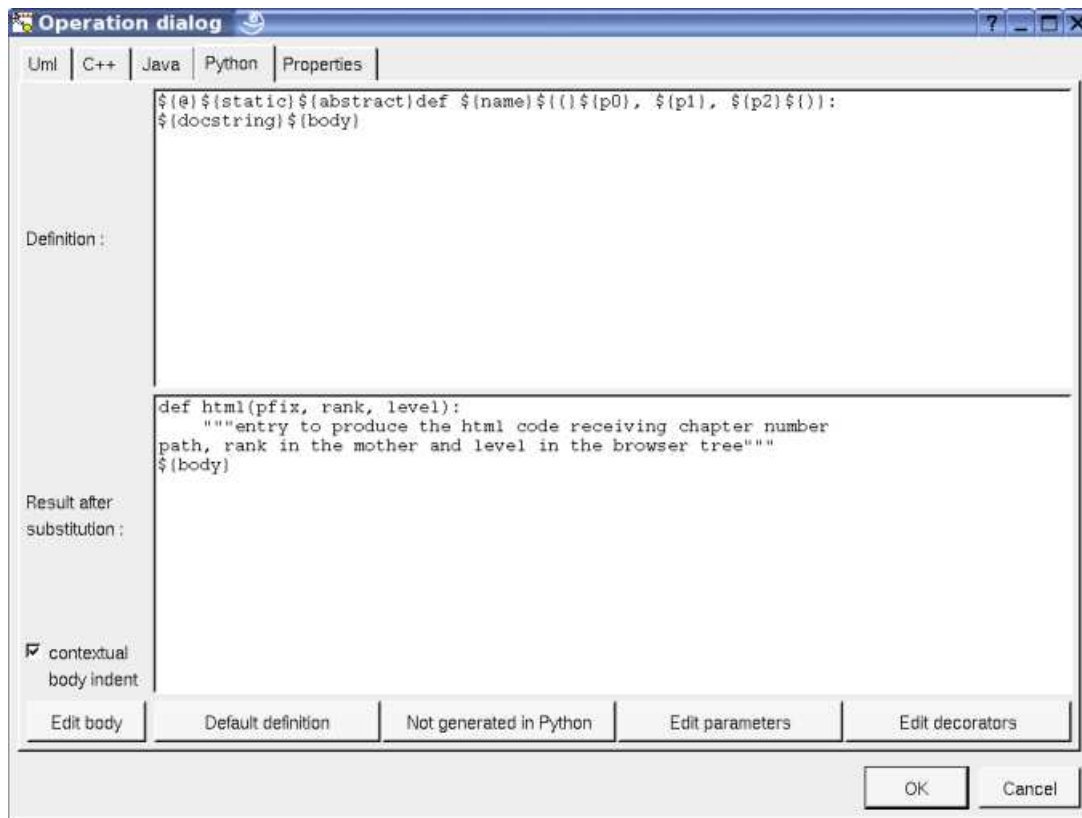 Operation dialog
Uml C++ Java Python Properties
Definition :
${@}${static}${abstract}def ${name}${(}${p0}, ${p1}, ${p2}${)}:
${docstring}${body}
Result after
substitution :
def html(pfix, rank, level):
    """entry to produce the html code receiving chapter number
path, rank in the mother and level in the browser tree"""
${body}
contextual
body indent
Edit body Default definition Not generated in Python Edit parameters Edit decorators
OK Cancel